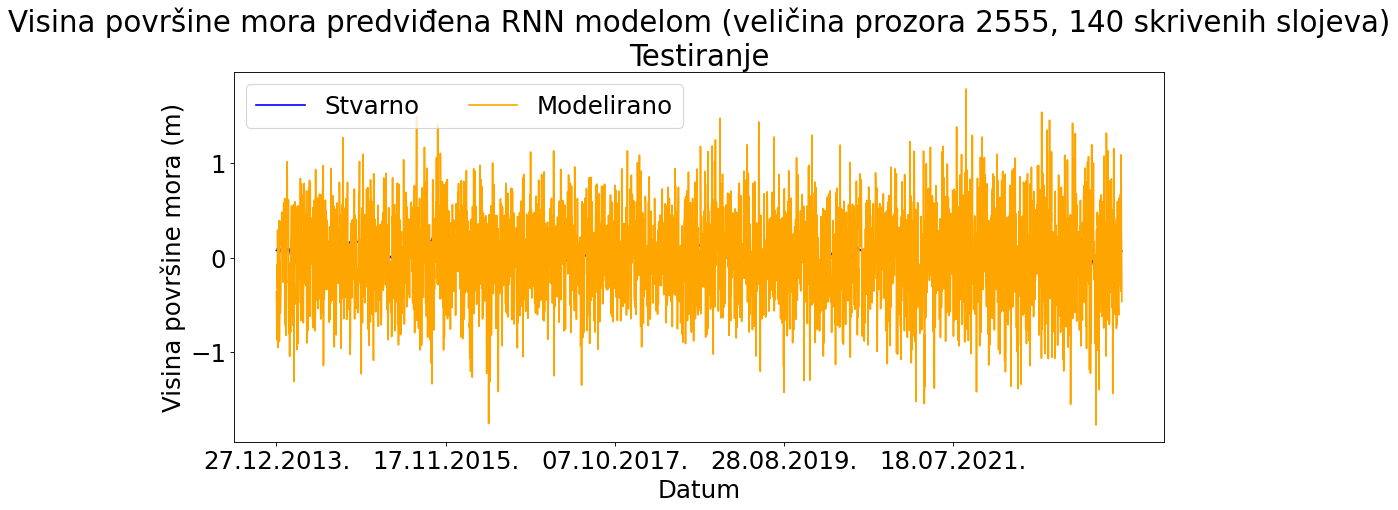 Visina površine mora predviđena RNN modelom (veličina prozora 2555, 140 skrivenih slojeva)
Testiranje
Stvarno
Modelirano
Visina površine mora (m)
1
0
−1
27.12.2013.
17.11.2015.
07.10.2017.
28.08.2019.
18.07.2021.
Datum